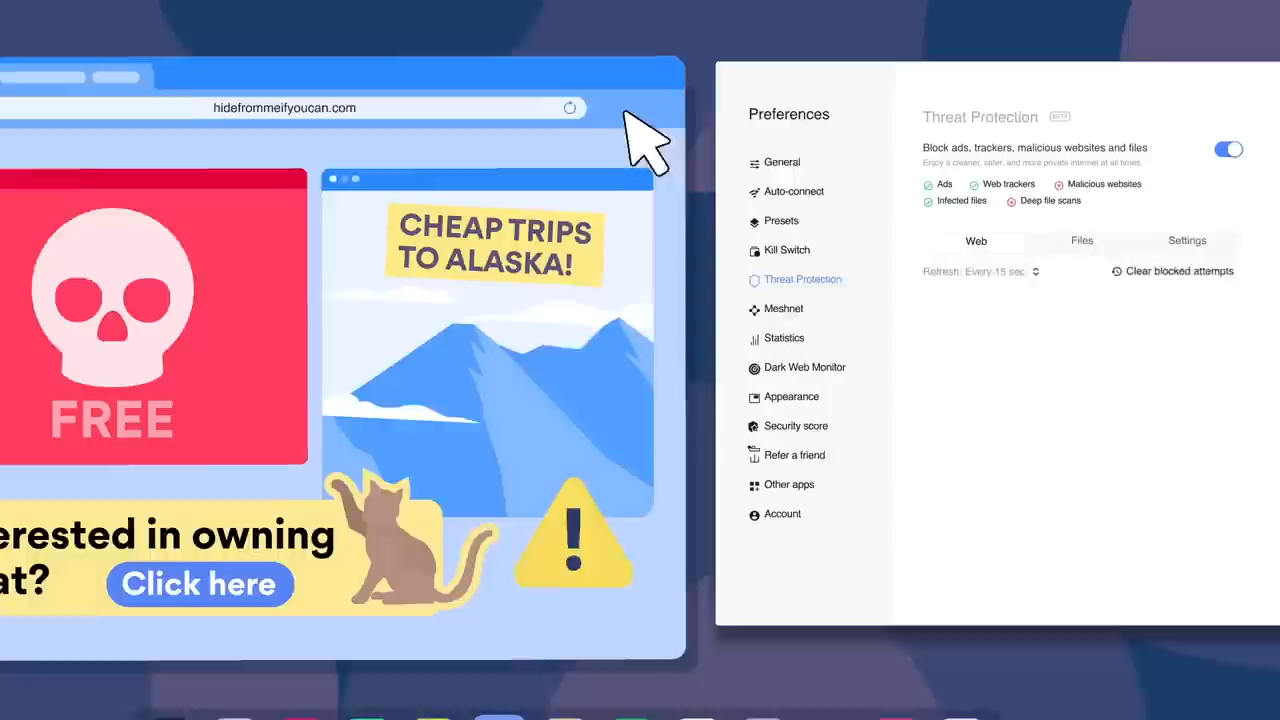 hidefrommeifyoucan.com
FREE
CHEAP TRIPS
TO ALASKA!
erested in owning
at?
Click here
Preferences
General
Auto-connect
Presets
Kill Switch
Threat Protection
Meshnet
Statistics
Dark Web Monitor
Appearance
Security score
Refer a friend
Other apps
Account
Threat Protection BETA
Block ads, trackers, malicious websites and files
Enjoy a cleaner, safer, and more private internet at all times.
Ads Web trackers Malicious websites
Infected files Deep file scans
Web Files Settings
Refresh: Every 15 sec Clear blocked attempts